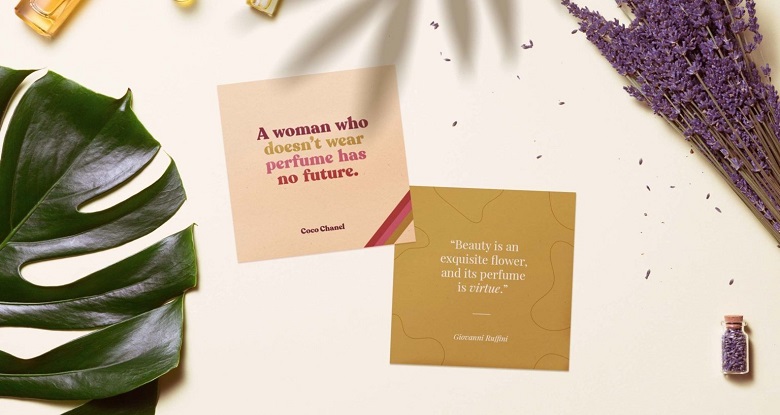 A woman who
doesn't wear
perfume has
no future.
Coco Chanel
“Beauty is an
exquisite flower,
and its perfume
is virtue.”
Giovanni Ruffini